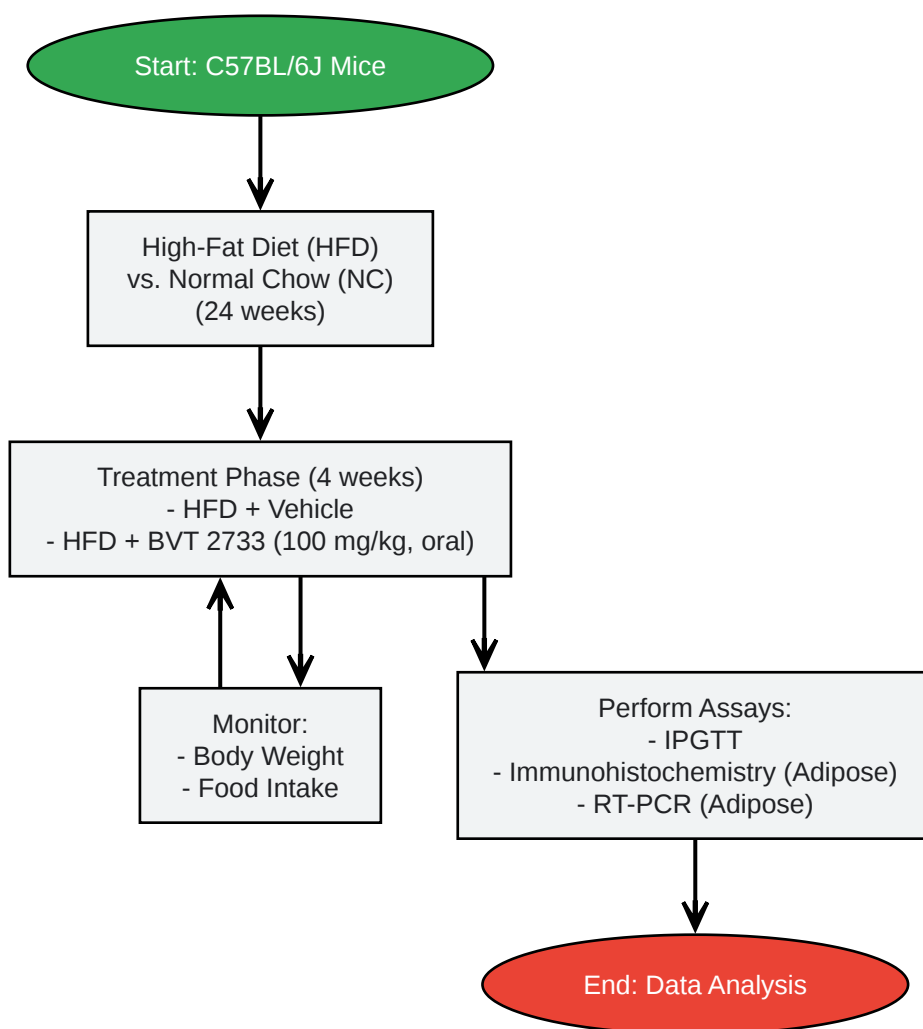 Start: C57BL/6J Mice
High-Fat Diet (HFD)
vs. Normal Chow (NC)
(24 weeks)
Treatment Phase (4 weeks)
- HFD + Vehicle
- HFD + BVT 2733 (100 mg/kg, oral)
Monitor:
- Body Weight
- Food Intake
Perform Assays:
- IPGTT
- Immunohistochemistry (Adipose)
- RT-PCR (Adipose)
End: Data Analysis